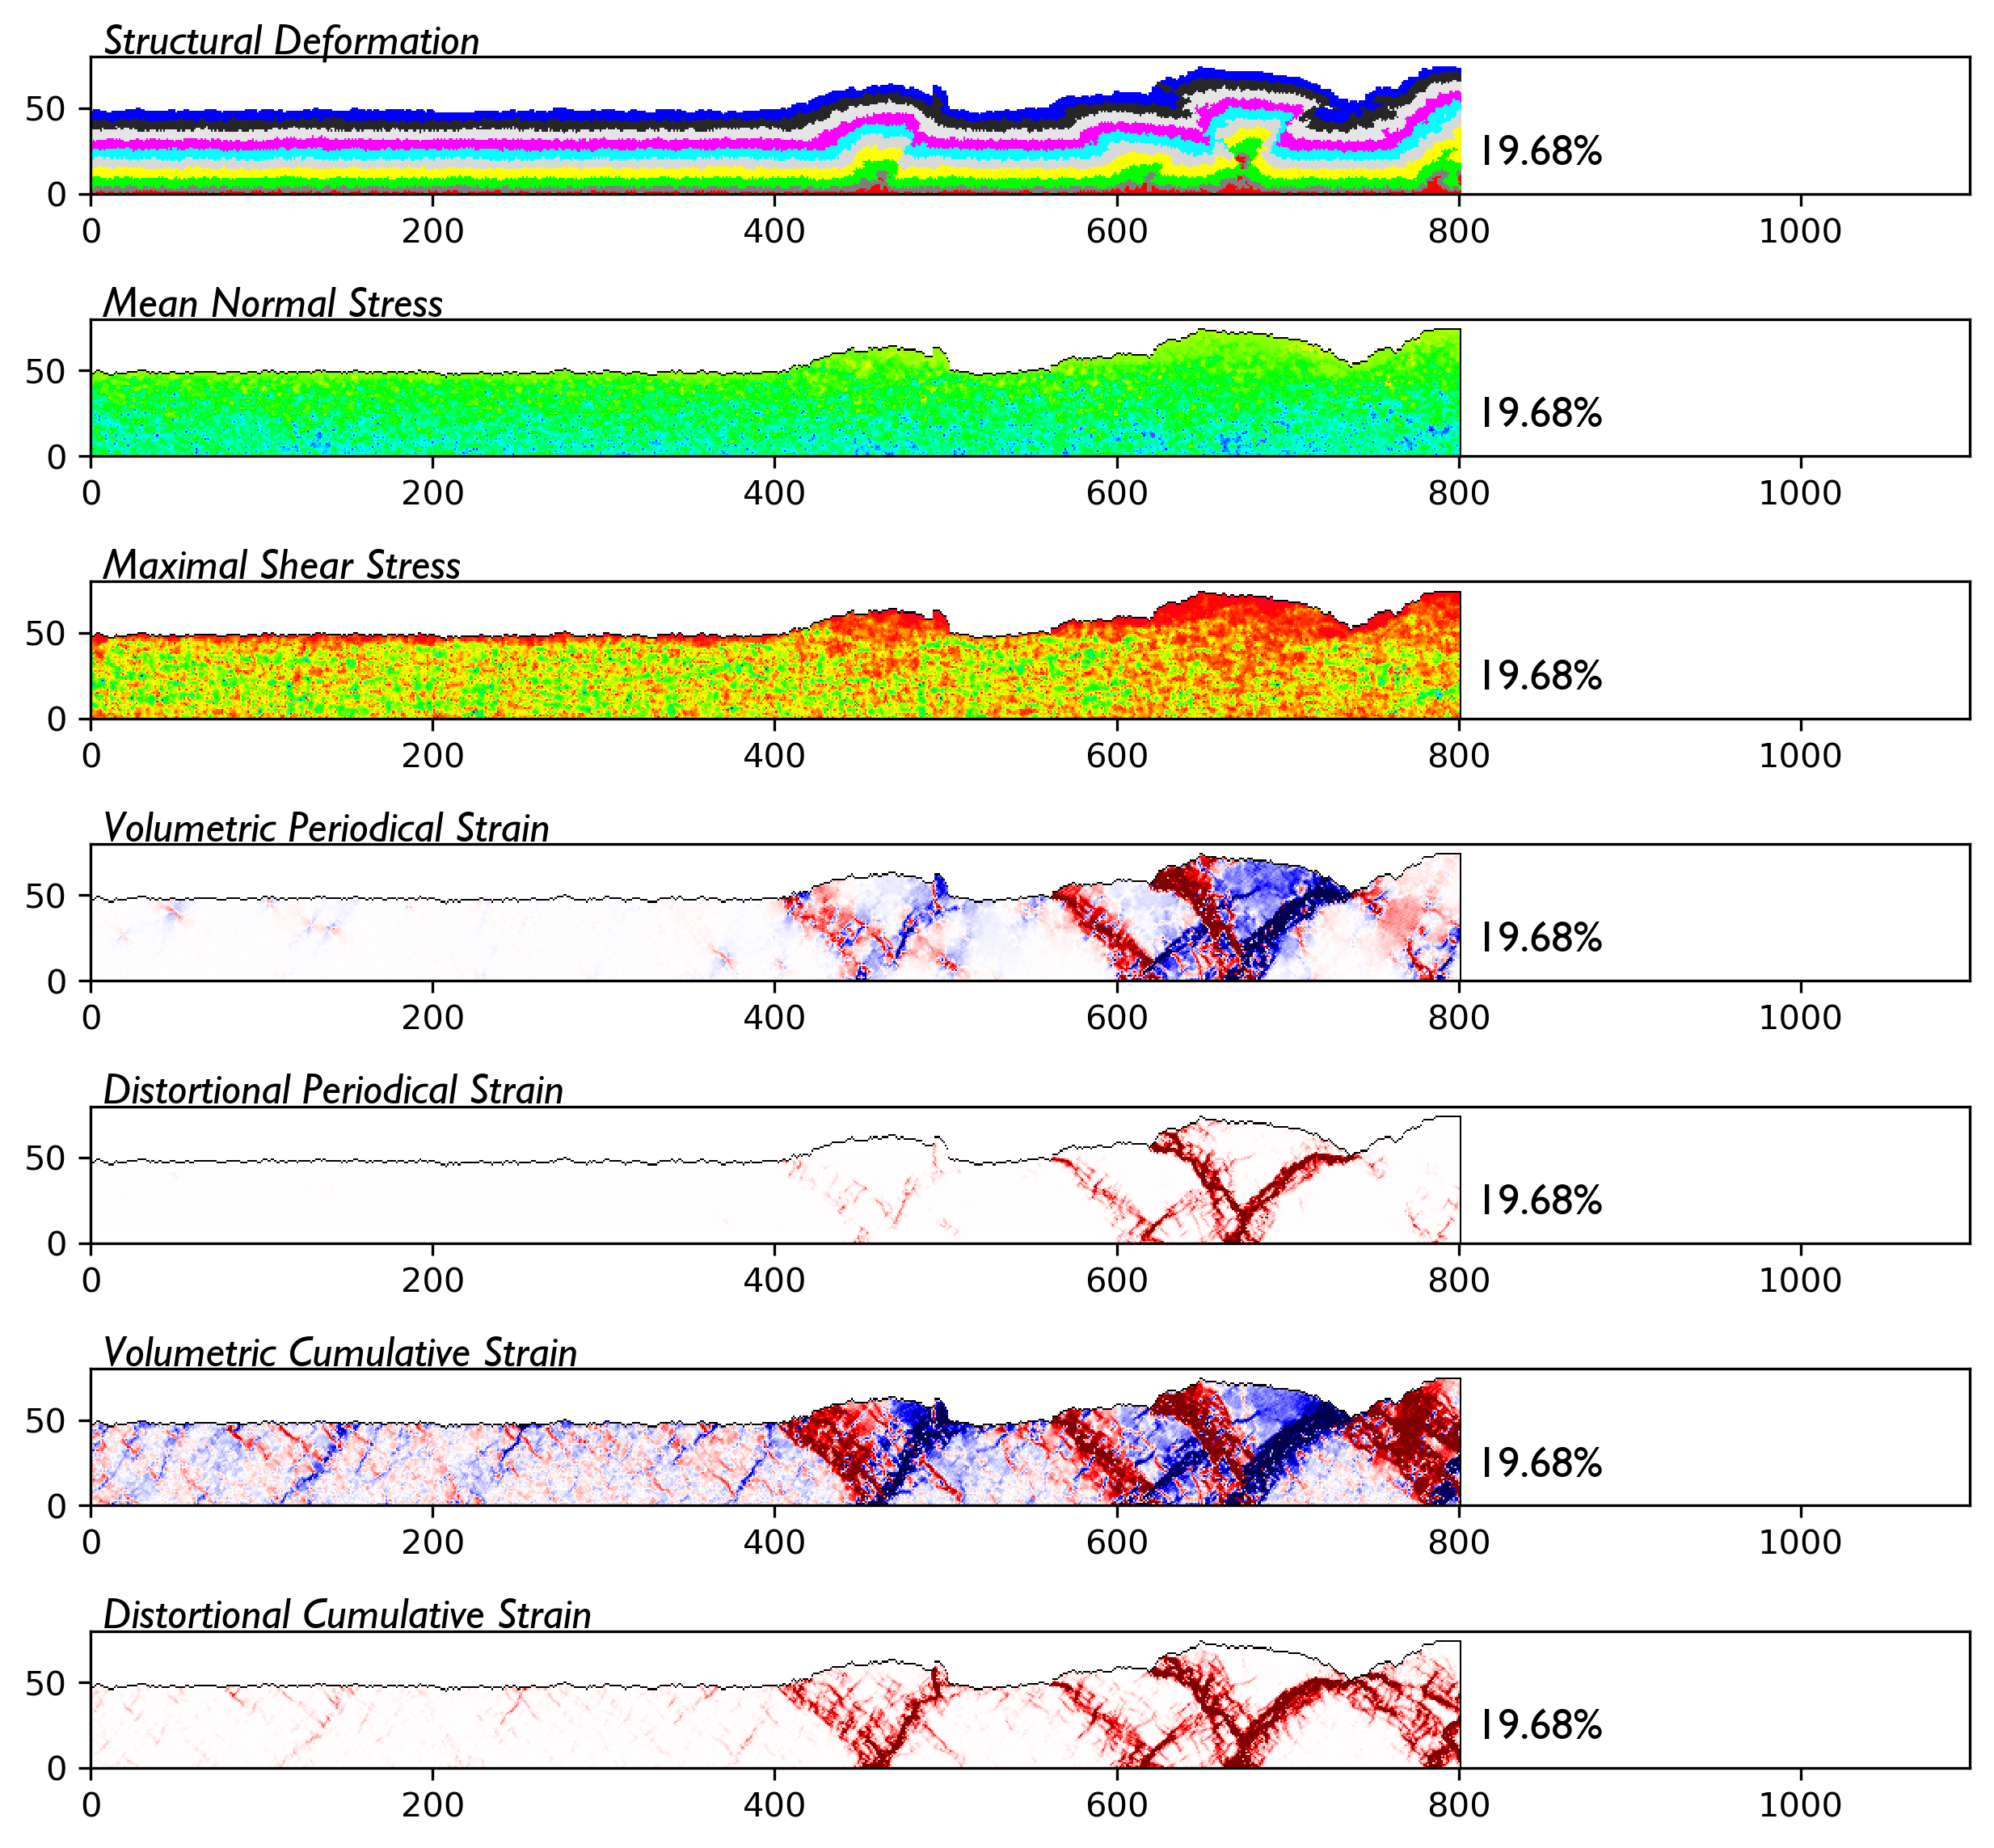 Structural Deformation
50
19.68%
0
0 200 400 600 800 1000
Mean Normal Stress
50
19.68%
0
0 200 400 600 800 1000
Maximal Shear Stress
50
19.68%
0
0 200 400 600 800 1000
Volumetric Periodical Strain
50
19.68%
0
0 200 400 600 800 1000
Distortional Periodical Strain
50
19.68%
0
0 200 400 600 800 1000
Volumetric Cumulative Strain
50
19.68%
0
0 200 400 600 800 1000
Distortional Cumulative Strain
50
19.68%
0
0 200 400 600 800 1000